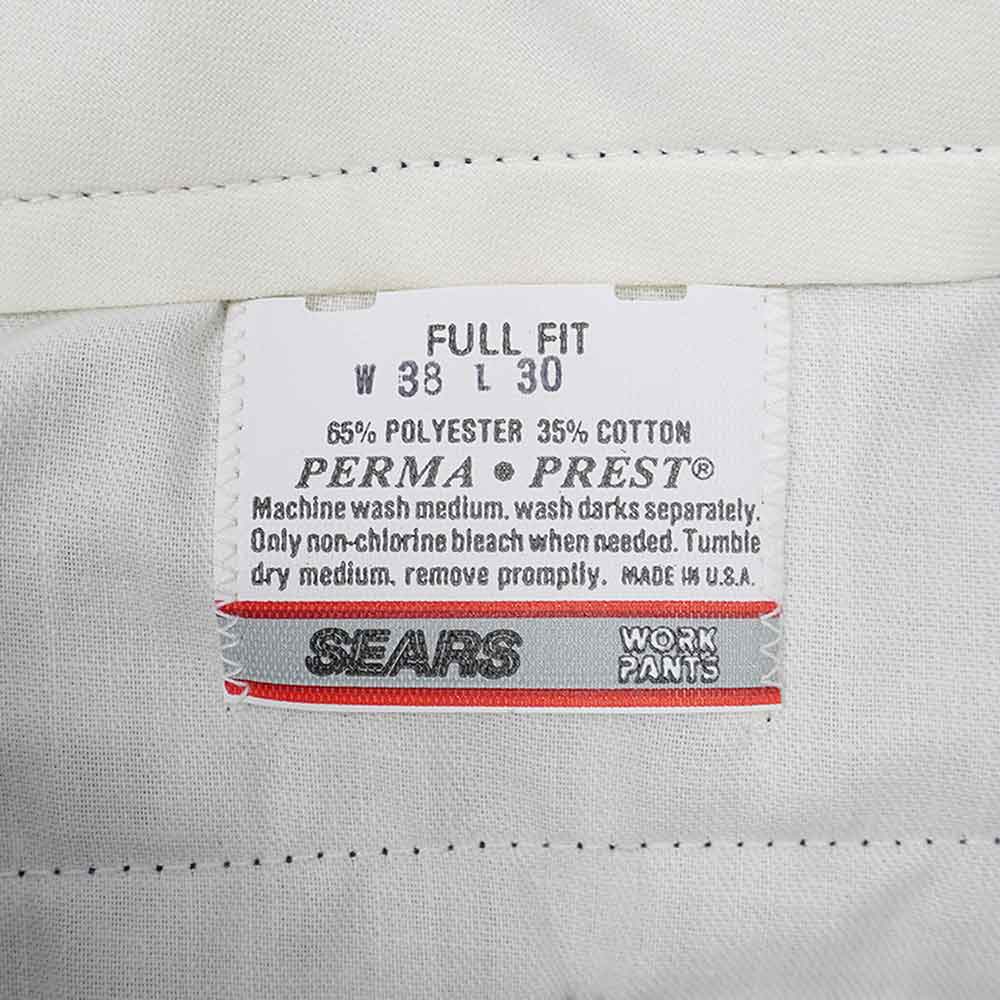 FULL FIT
W 38 L 30
65% POLYESTER 35% COTTON
PERMA • PREST®
Machine wash medium, wash darks separately.
Only non-chlorine bleach when needed. Tumble
dry medium, remove promptly. MADE IN U.S.A.
SEARS WORK
PANTS